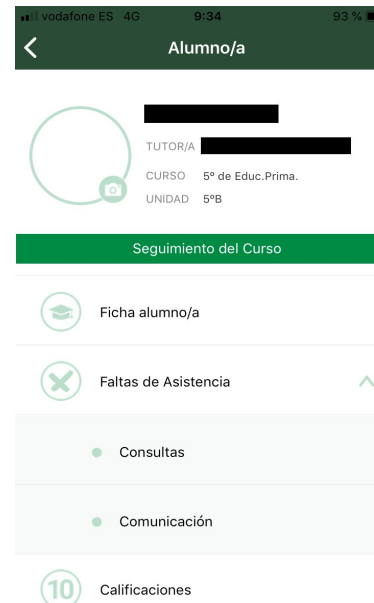 vodafone ES 4G 9:34 93 %
Alumno/a
TUTOR/A
CURSO 5º de Educ.Prima.
UNIDAD 5ºB
Seguimiento del Curso
Ficha alumno/a
Faltas de Asistencia
Consultas
Comunicación
10 Calificaciones